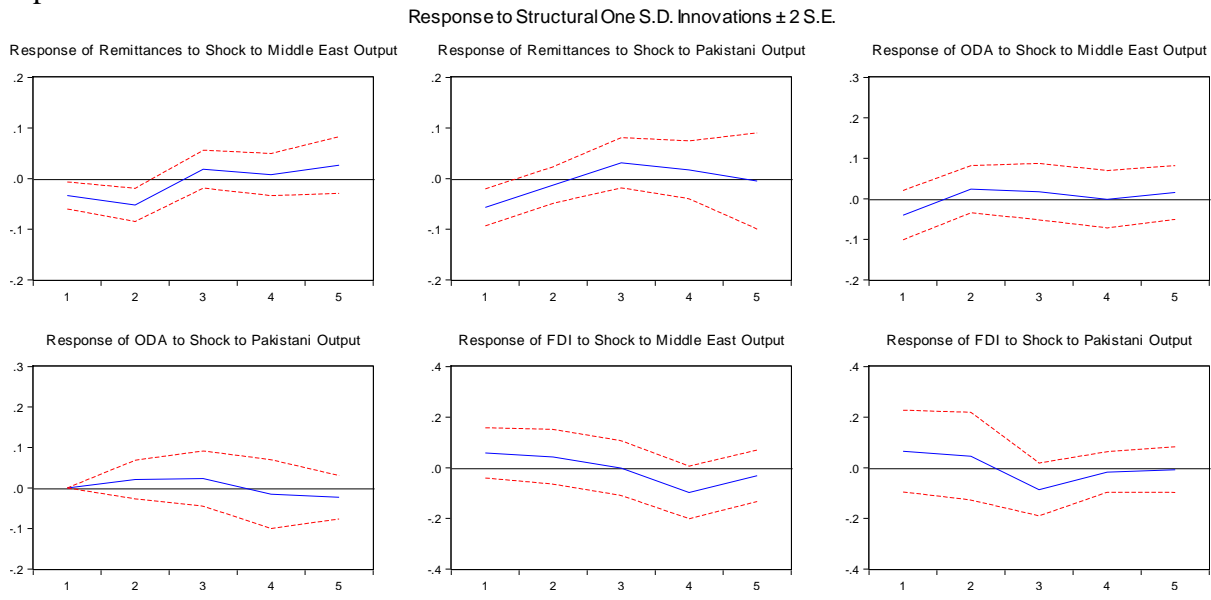 Response to Structural One S.D. Innovations ± 2 S.E.
Response of Remittances to Shock to Middle East Output
.2
.1
.0
-.1
-.2
1 2 3 4 5
Response of Remittances to Shock to Pakistani Output
.2
.1
.0
-.1
-.2
1 2 3 4 5
Response of ODA to Shock to Middle East Output
.3
.2
.1
.0
-.1
-.2
1 2 3 4 5
Response of ODA to Shock to Pakistani Output
.3
.2
.1
.0
-.1
-.2
1 2 3 4 5
Response of FDI to Shock to Middle East Output
.4
.2
.0
-.2
-.4
1 2 3 4 5
Response of FDI to Shock to Pakistani Output
.4
.2
.0
-.2
-.4
1 2 3 4 5